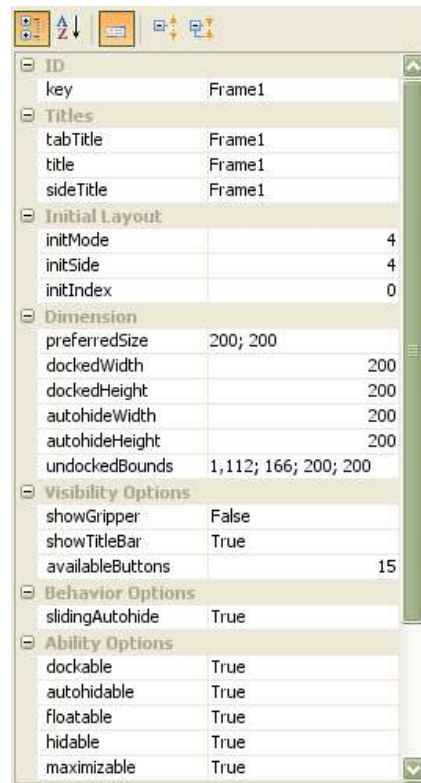 A
Z
ID
key Frame1
Titles
tabTitle Frame1
title Frame1
sideTitle Frame1
Initial Layout
initMode 4
initSide 4
initIndex 0
Dimension
preferredSize 200; 200
dockedWidth 200
dockedHeight 200
autohideWidth 200
autohideHeight 200
undockedBounds 1,112; 166; 200; 200
Visibility Options
showGripper False
showTitleBar True
availableButtons 15
Behavior Options
slidingAutohide True
Ability Options
dockable True
autohidable True
floatable True
hidable True
maximizable True